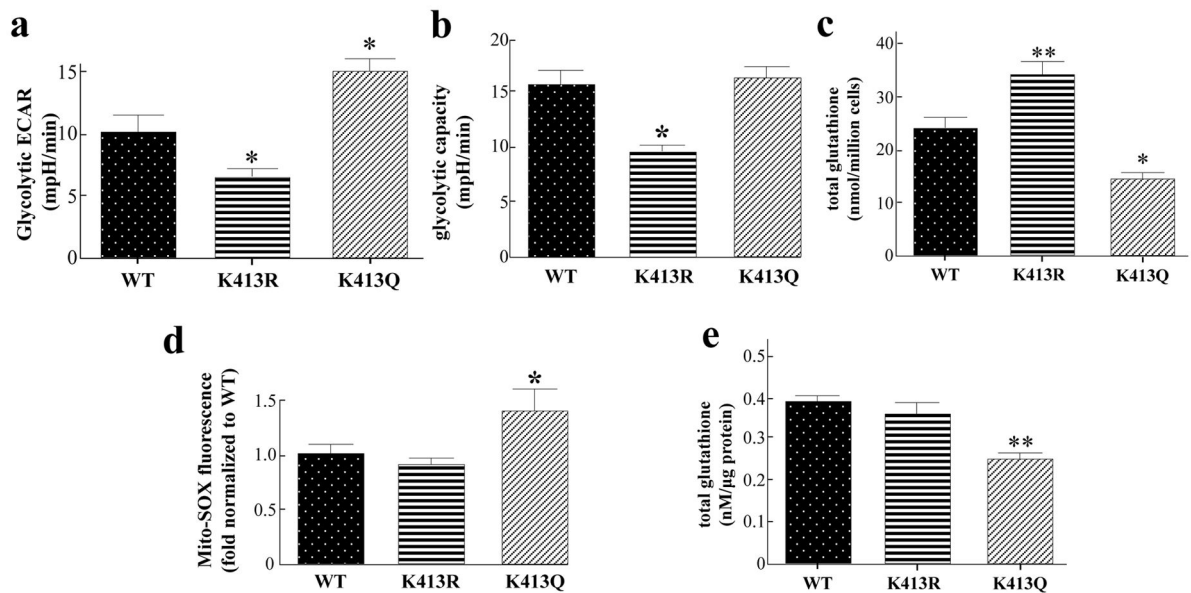 a
Glycolytic ECAR
(mpH/min)
15
10
5
0
*
*
WT
K413R
K413Q
b
glycolytic capacity
(mpH/min)
20
15
10
5
0
*
WT
K413R
K413Q
c
total glutathione
(nmol/million cells)
40
30
20
10
0
**
*
WT
K413R
K413Q
d
Mito-SOX fluorescence
(fold normalized to WT)
1.5
1.0
0.5
0
*
WT
K413R
K413Q
e
total glutathione
(nM/µg protein)
0.5
0.4
0.3
0.2
0.1
0
**
WT
K413R
K413Q